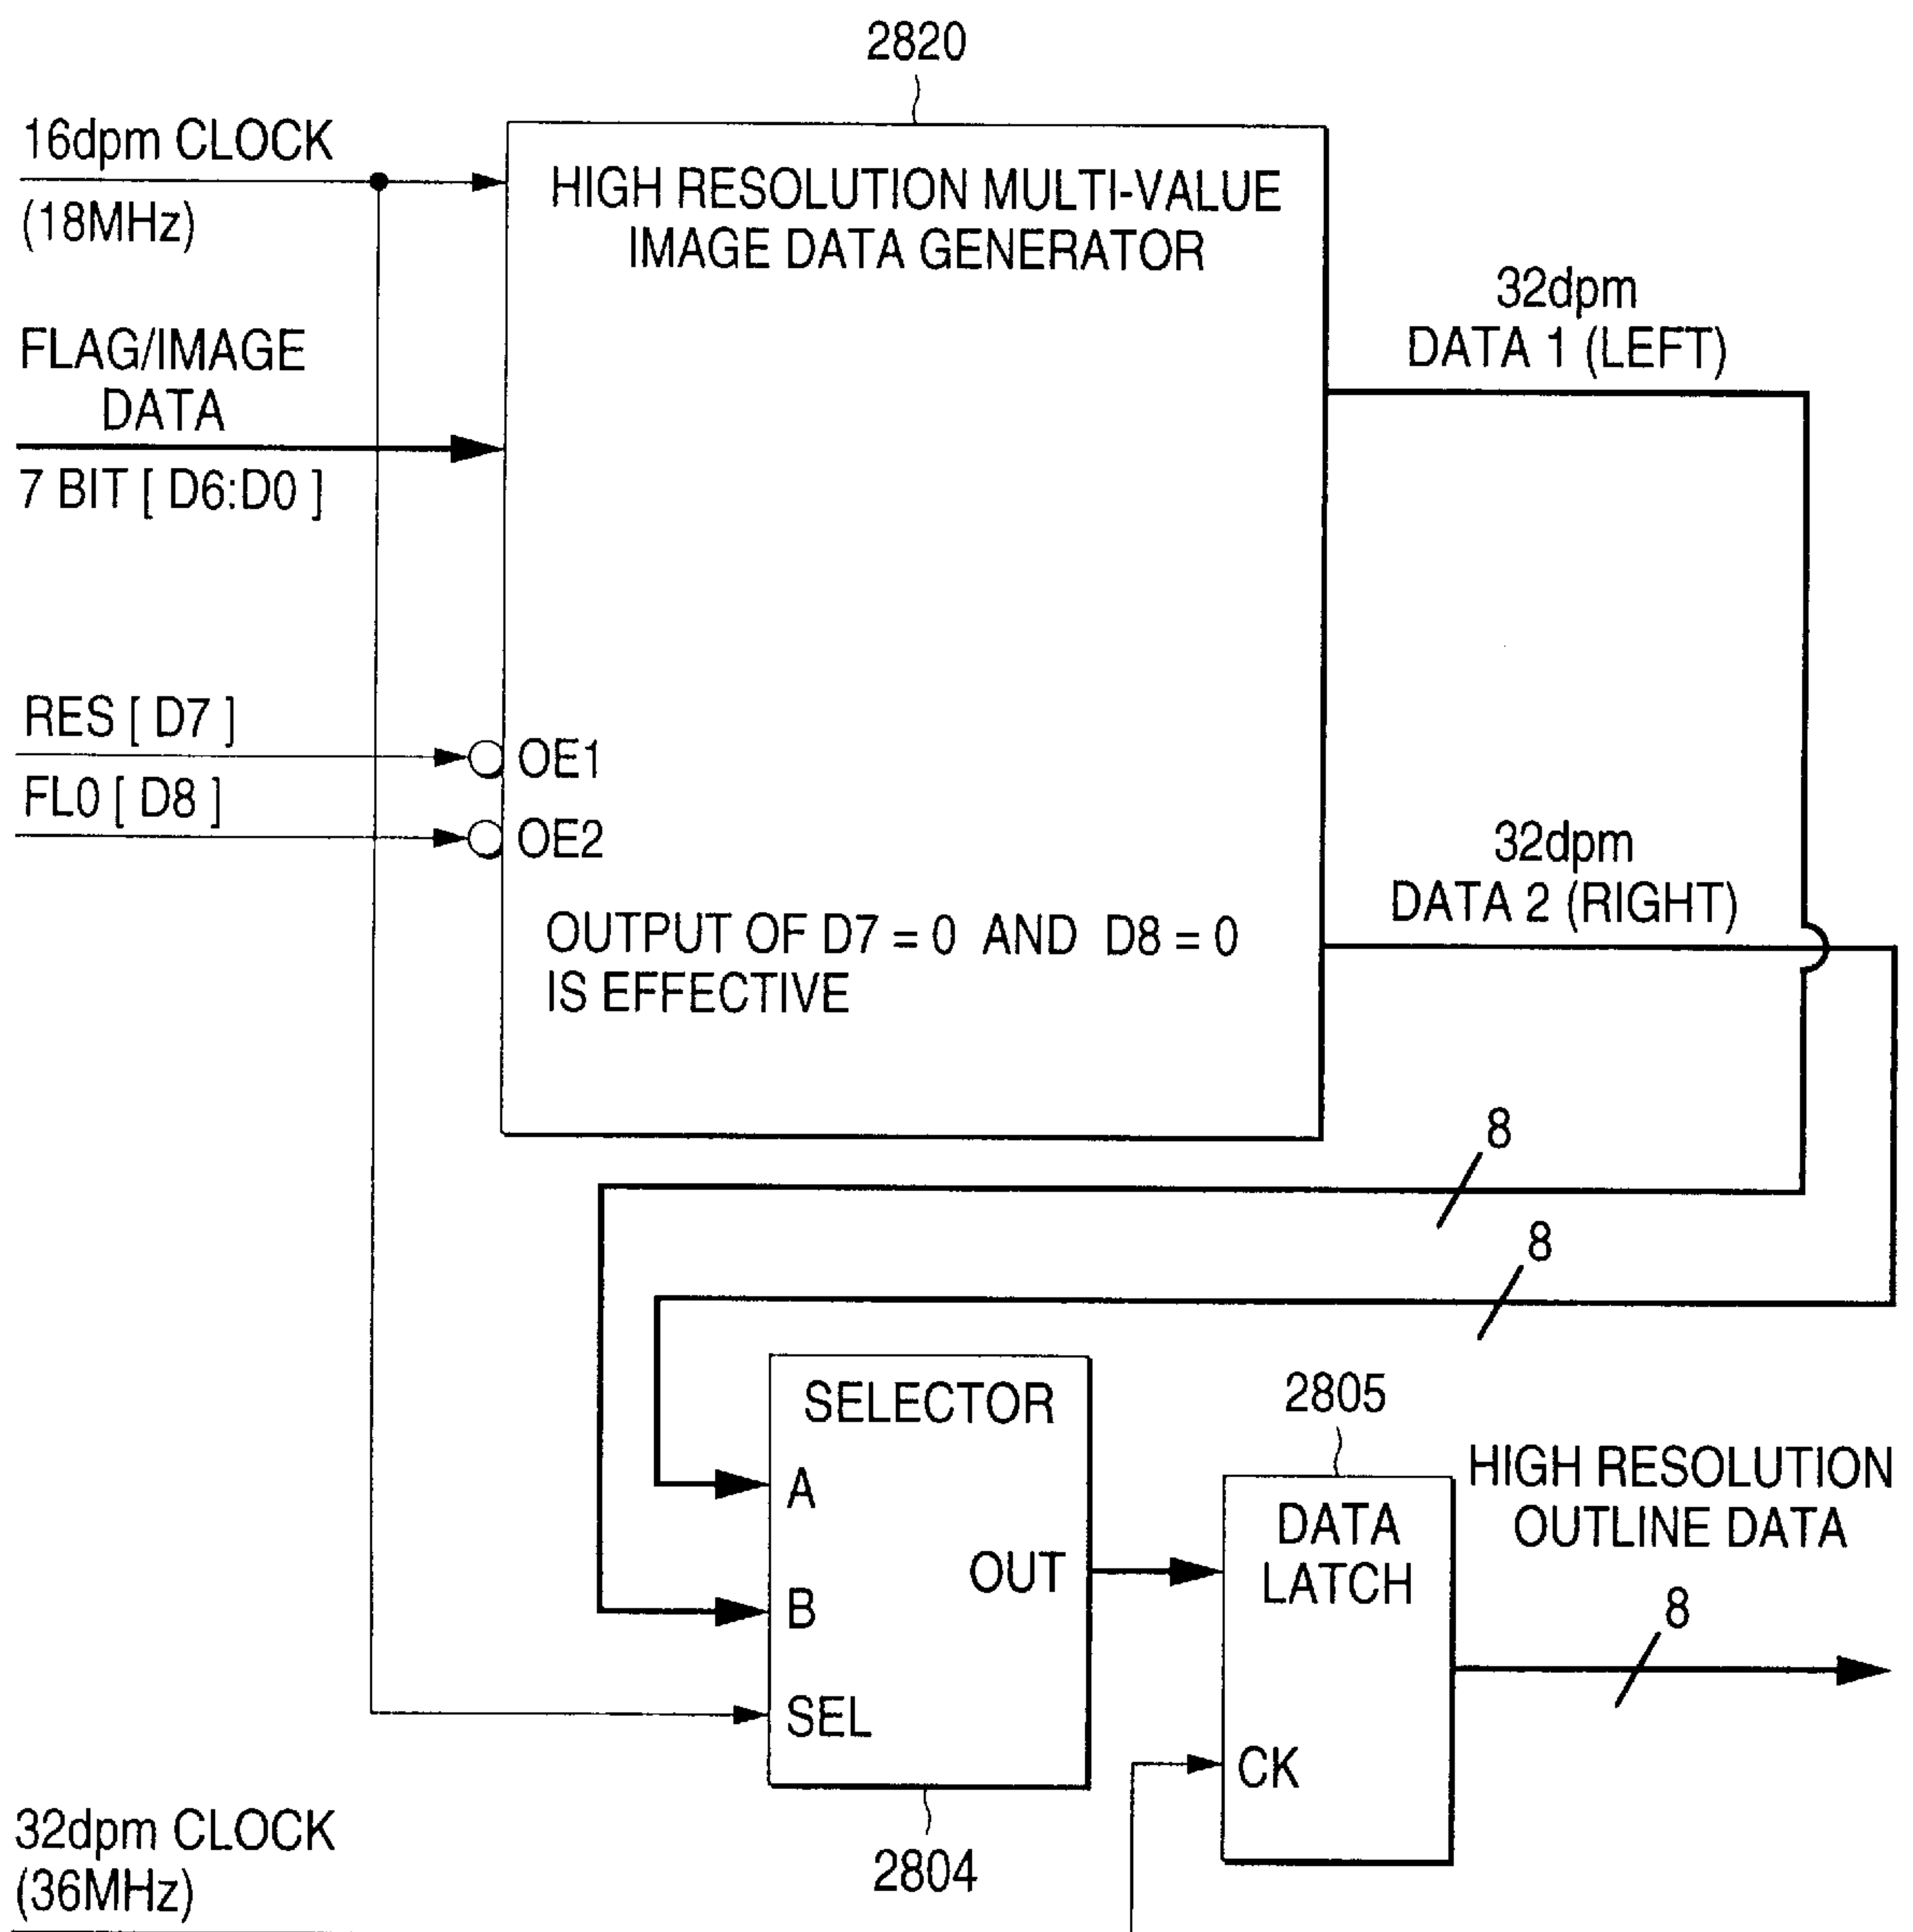 2820
16dpm CLOCK
(18MHz)
HIGH RESOLUTION MULTI-VALUE
IMAGE DATA GENERATOR
FLAG/IMAGE
DATA
7 BIT [ D6:D0 ]
32dpm
DATA 1 (LEFT)
RES [ D7 ]
OE1
FL0 [ D8 ]
OE2
32dpm
DATA 2 (RIGHT)
OUTPUT OF D7 = 0 AND D8 = 0
IS EFFECTIVE
8
8
SELECTOR
A
B
OUT
SEL
2804
2805
DATA
LATCH
CK
HIGH RESOLUTION
OUTLINE DATA
8
32dpm CLOCK
(36MHz)